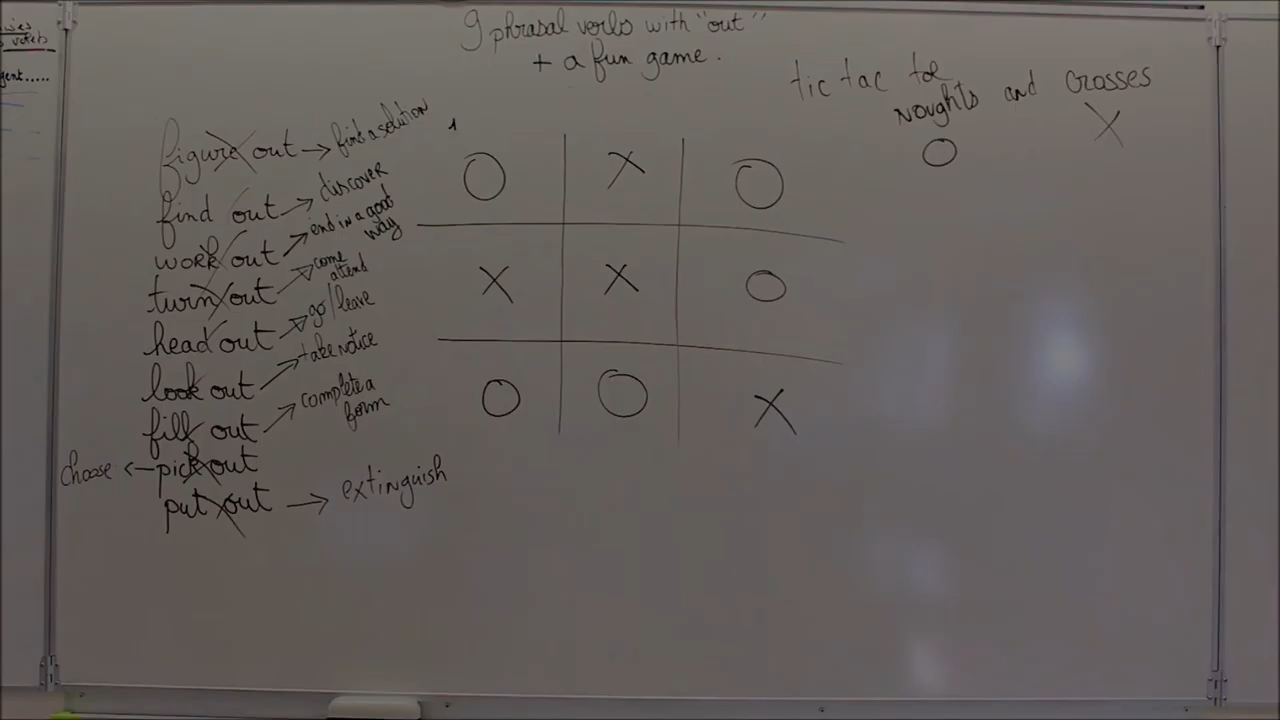 9 phrasal verbs with "out"
+ a fun game.
tic tac toe
noughts and crosses
X O
figure out → find a solution
find out → discover
work out → end in a good
way
turn out → come
attend
head out → go/leave
look out → take notice
fill out → complete a
form
choose ← pick out
put out → extinguish
1
O X O
X X O
O O X
gent.....